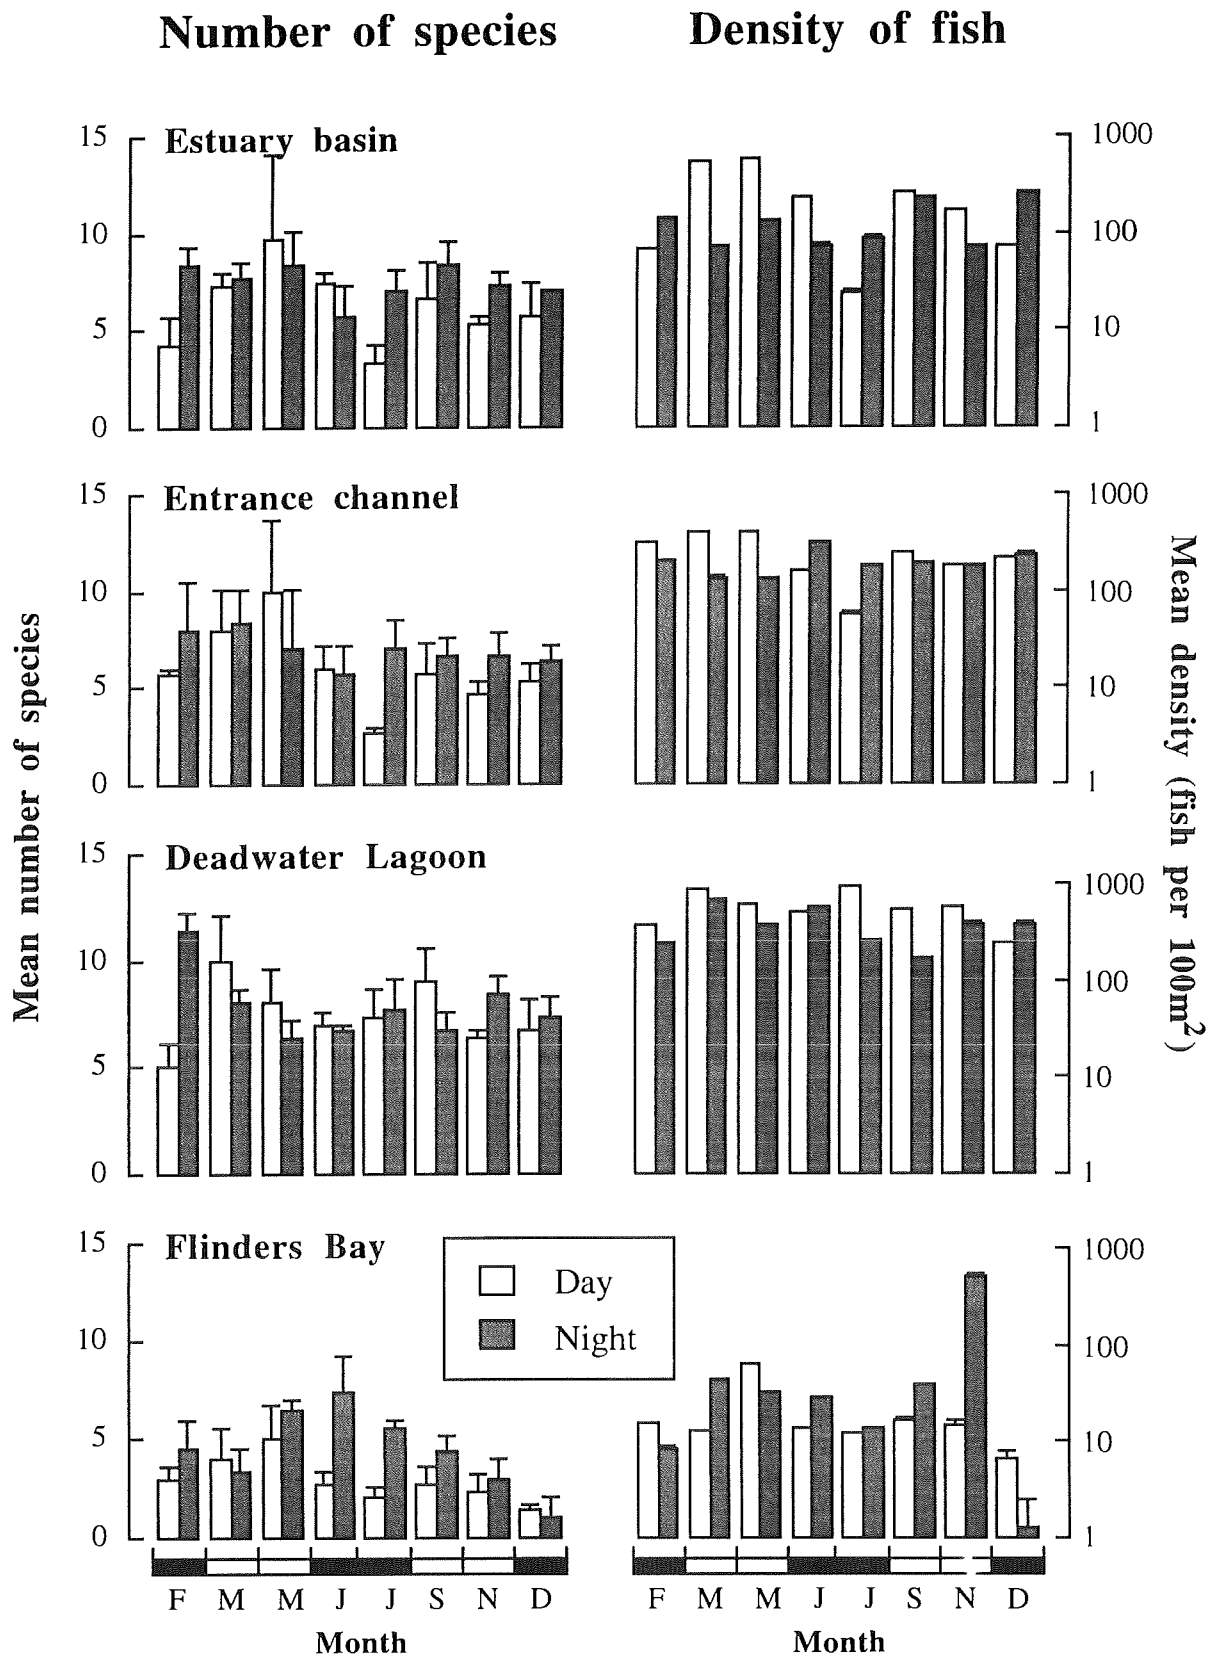 Number of species Density of fish
15 Estuary basin 1000
10 100
5 10
0 1
15 Entrance channel 1000
10 100
5 10
0 1
15 Deadwater Lagoon 1000
10 100
5 10
0 1
15 Flinders Bay 1000
Day
10 Night 100
5 10
0 1
F M M J J S N D F M M J J S N D
Month Month
Mean number of species
Mean density (fish per 100m²)